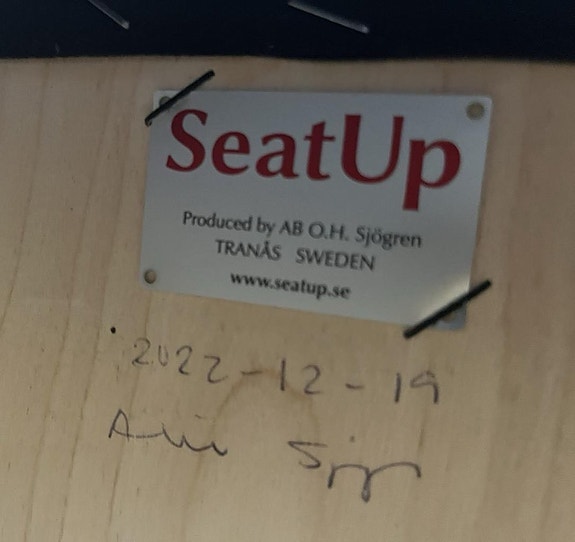 SeatUp
Produced by AB O.H. Sjögren
TRANÅS SWEDEN
www.seatup.se
2022-12-19